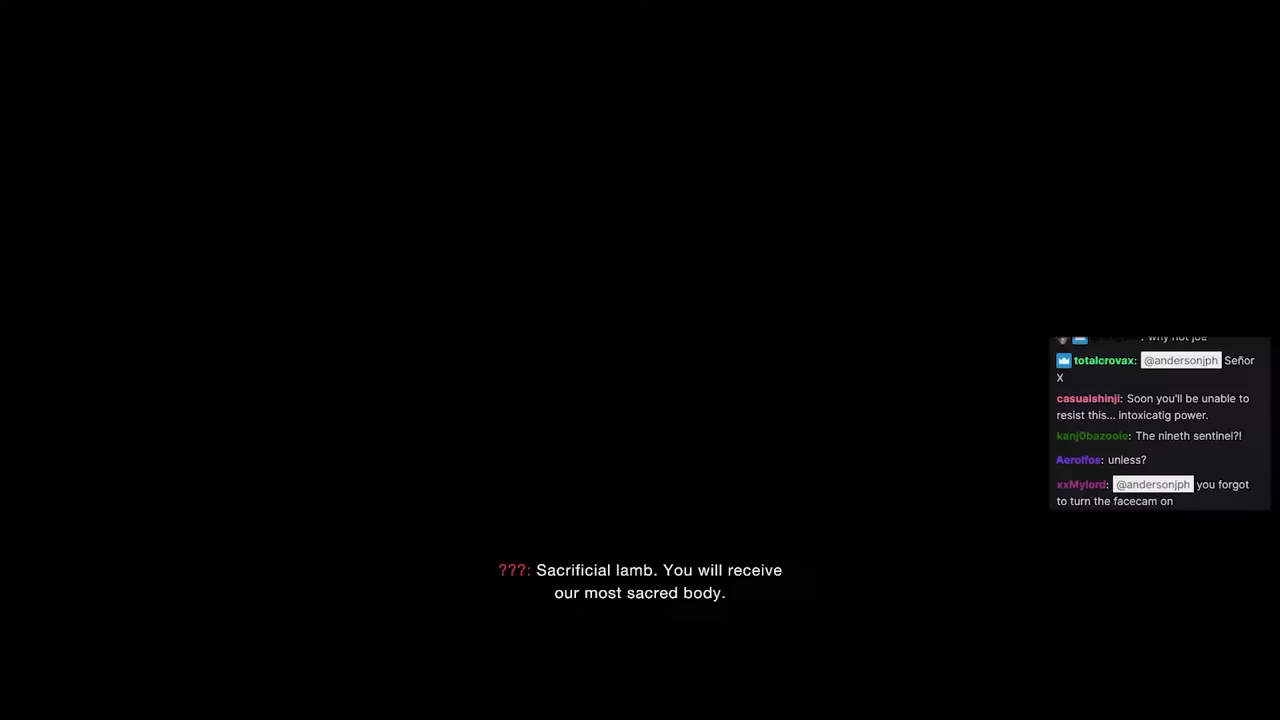 : why not joe
totalcrovax: @andersonjph Señor
X
casualshinji: Soon you'll be unable to
resist this... intoxicatig power.
kanj0bazooie: The nineth sentinel?!
Aerolfos: unless?
xxMylord: @andersonjph you forgot
to turn the facecam on
???: Sacrificial lamb. You will receive
our most sacred body.